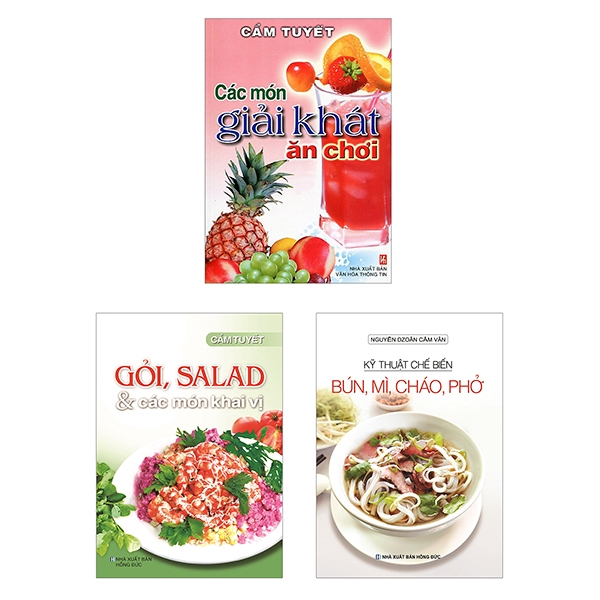 CẨM TUYẾT
Các món
giải khát
ăn chơi
NHÀ XUẤT BẢN
VĂN HÓA THÔNG TIN
CẨM TUYẾT
GỎI, SALAD
& các món khai vị
NHÀ XUẤT BẢN
HỒNG ĐỨC
NGUYỄN DZOÃN CẨM VÂN
KỸ THUẬT CHẾ BIẾN
BÚN, MÌ, CHÁO, PHỞ
NHÀ XUẤT BẢN HỒNG ĐỨC